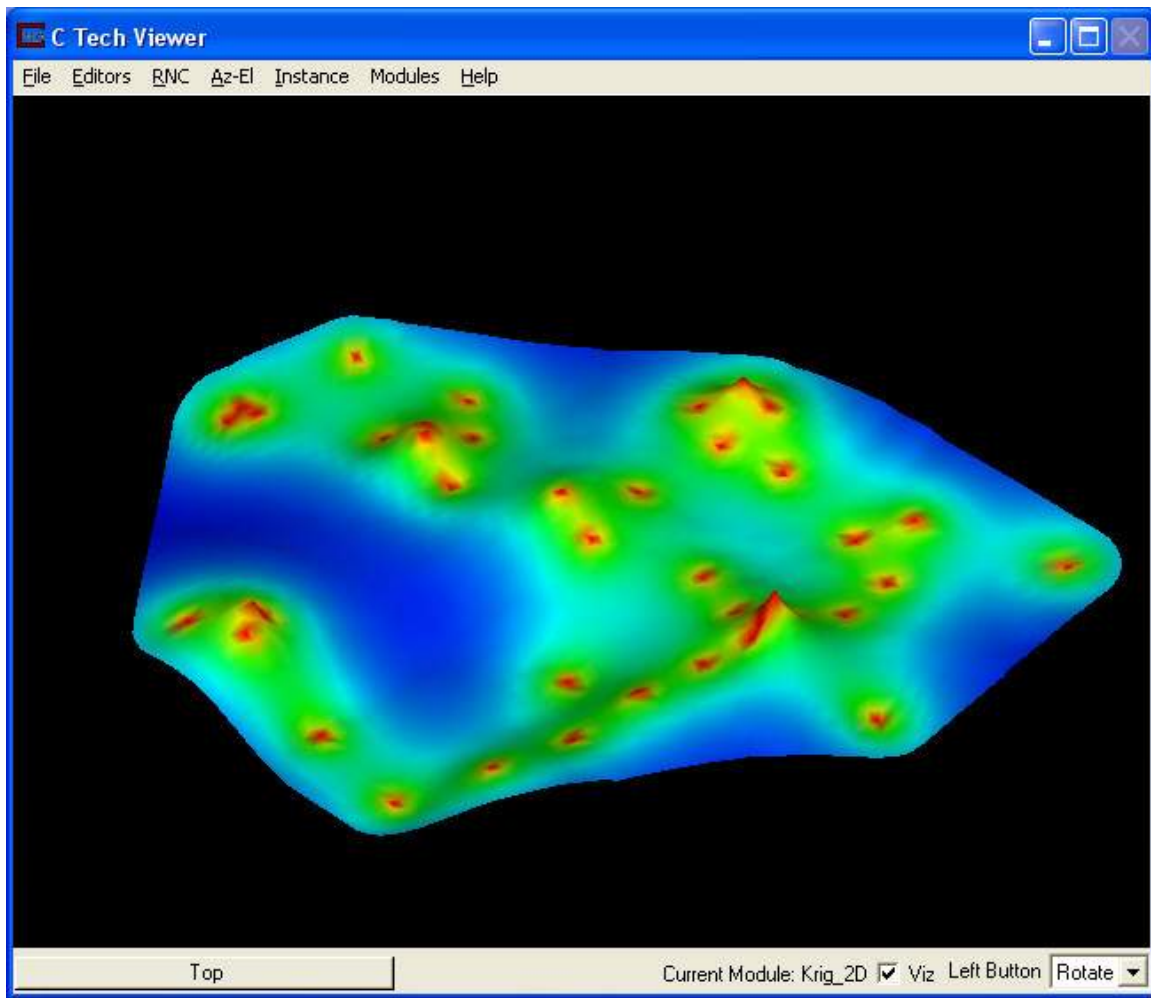 C Tech Viewer
File Editors RNC Az-El Instance Modules Help
Top Current Module: Krig_2D Viz Left Button Rotate